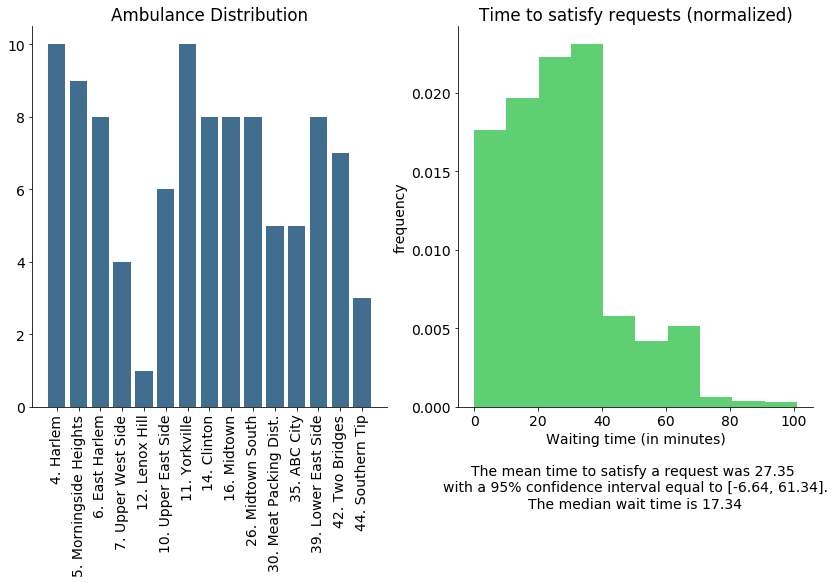 Ambulance Distribution
10
8
6
4
2
0
4. Harlem
5. Morningside Heights
6. East Harlem
7. Upper West Side
12. Lenox Hill
10. Upper East Side
11. Yorkville
14. Clinton
16. Midtown
26. Midtown South
30. Meat Packing Dist.
35. ABC City
39. Lower East Side
42. Two Bridges
44. Southern Tip
Time to satisfy requests (normalized)
frequency
0.020
0.015
0.010
0.005
0.000
0
20
40
60
80
100
Waiting time (in minutes)
The mean time to satisfy a request was 27.35
with a 95% confidence interval equal to [-6.64, 61.34].
The median wait time is 17.34